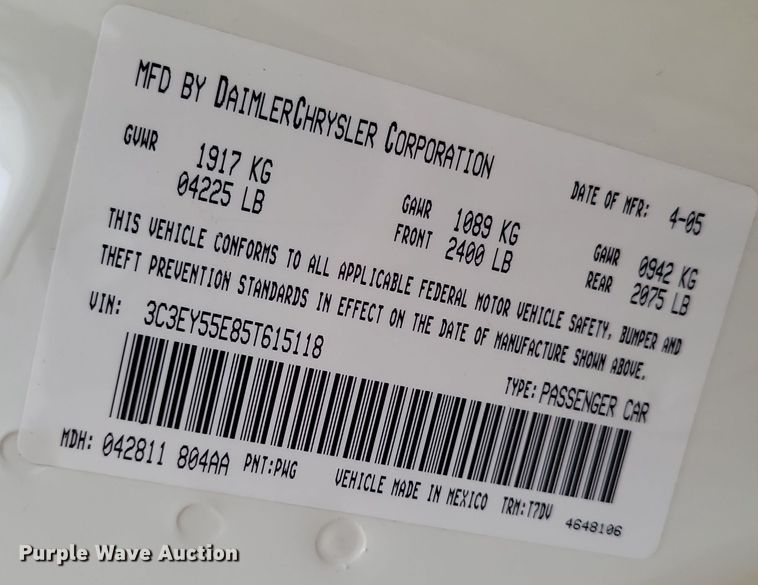 MFD BY DAIMLERCHRYSLER CORPORATION
DATE OF MFR: 4-05
GVWR 1917 KG
04225 LB
GAWR 1089 KG
FRONT 2400 LB
GAWR 0942 KG
REAR 2075 LB
THIS VEHICLE CONFORMS TO ALL APPLICABLE FEDERAL MOTOR VEHICLE SAFETY, BUMPER AND
THEFT PREVENTION STANDARDS IN EFFECT ON THE DATE OF MANUFACTURE SHOWN ABOVE.
VIN: 3C3EY55E85T615118
TYPE: PASSENGER CAR
MDH: 042811 804AA PNT:PWG VEHICLE MADE IN MEXICO TRM:T7DV 4648106
Purple Wave Auction